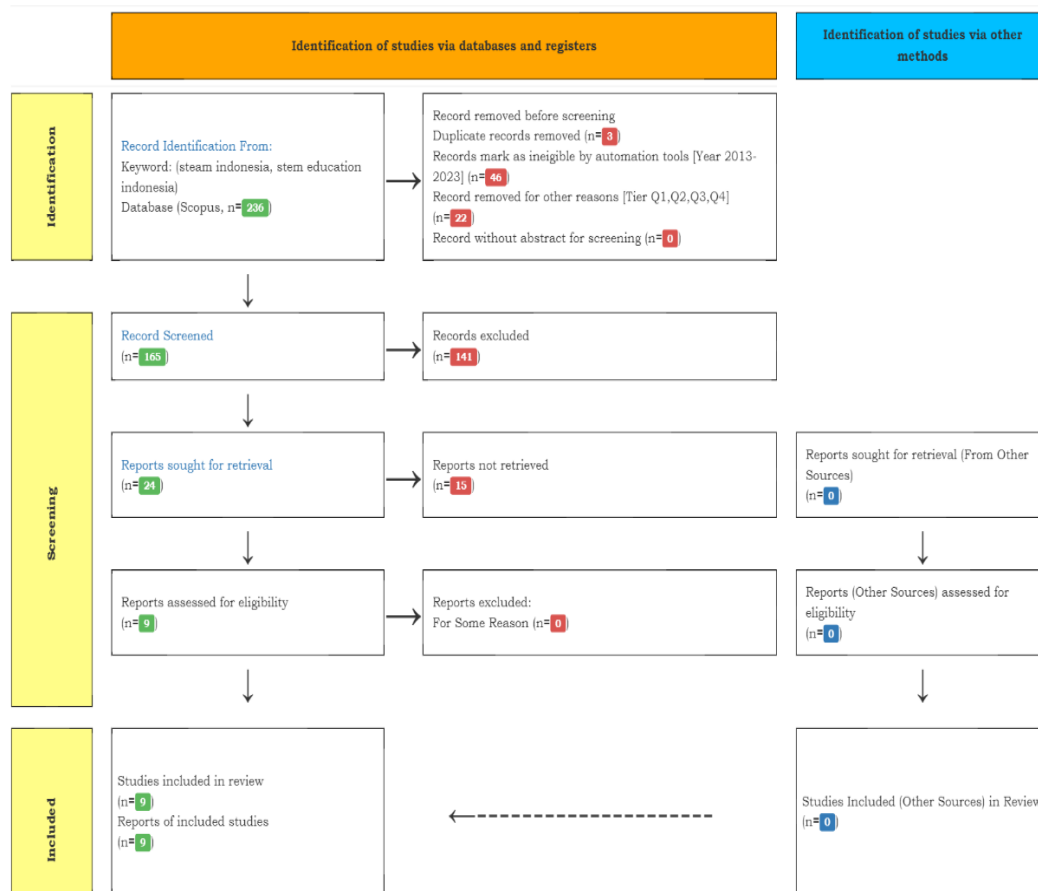 Identification of studies via databases and registers
Identification of studies via other
methods
Identification
Record Identification From:
Keyword: (steam indonesia, stem education
indonesia)
Database (Scopus, n=236)
Record removed before screening
Duplicate records removed (n=3)
Records mark as ineigible by automation tools [Year 2013-
2023] (n=46)
Record removed for other reasons [Tier Q1,Q2,Q3,Q4]
(n=22)
Record without abstract for screening (n=0)
Screening
Record Screened
(n=165)
Records excluded
(n=141)
Reports sought for retrieval
(n=24)
Reports not retrieved
(n=15)
Reports sought for retrieval (From Other
Sources)
(n=0)
Reports assessed for eligibility
(n=9)
Reports excluded:
For Some Reason (n=0)
Reports (Other Sources) assessed for
eligibility
(n=0)
Included
Studies included in review
(n=9)
Reports of included studies
(n=9)
Studies Included (Other Sources) in Review
(n=0)